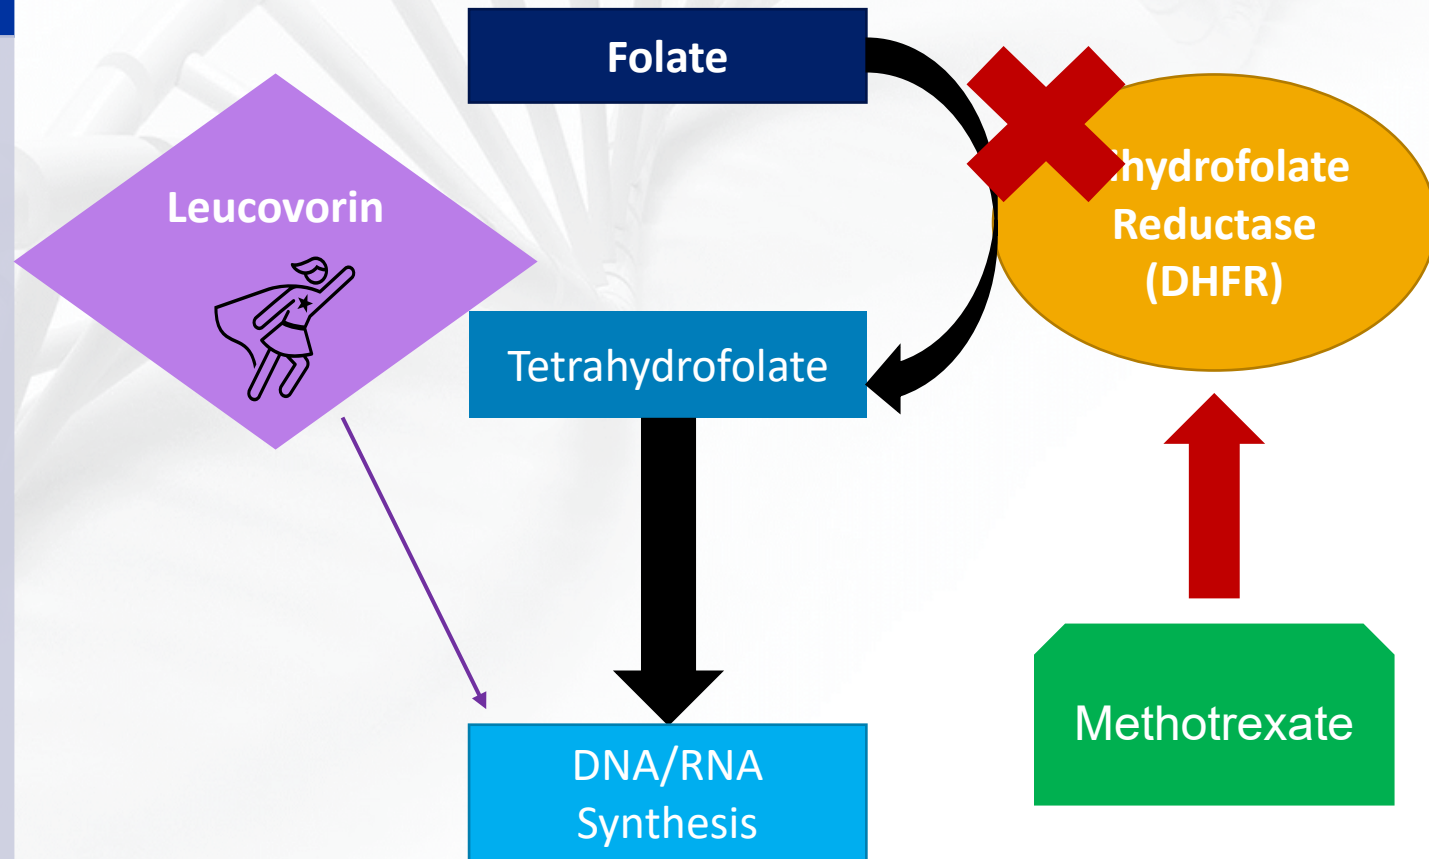 Folate
Leucovorin
hydrofolate
Reductase
(DHFR)
Tetrahydrofolate
Methotrexate
DNA/RNA
Synthesis